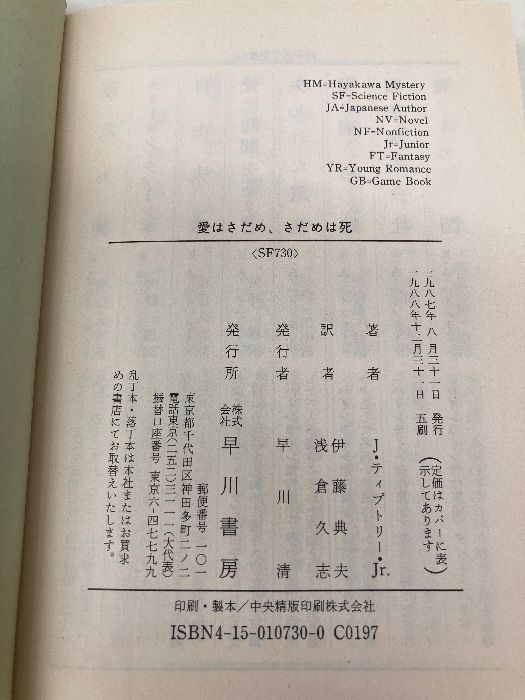 HM=Hayakawa Mystery
SF=Science Fiction
JA=Japanese Author
NV=Novel
NF=Nonfiction
Jr=Junior
FT=Fantasy
YR=Young Romance
GB=Game Book
愛はさだめ、さだめは死
〈SF730〉
一九八七年八月三十一日 発行
一九八八年十二月三十一日 五刷
(定価はカバーに表示してあります)
著者 J・ティプトリー・Jr.
訳者 伊藤典夫
浅倉久志
発行者 早川清
発行所 株式会社 早川書房
郵便番号 一〇一
東京都千代田区神田多町二ノ二
電話東京(二五二)三一一一(大代表)
振替口座番号 東京六-四七七九九
乱丁本・落丁本は本社またはお買求
めの書店にてお取替えいたします。
印刷・製本/中央精版印刷株式会社
ISBN4-15-010730-0 C0197